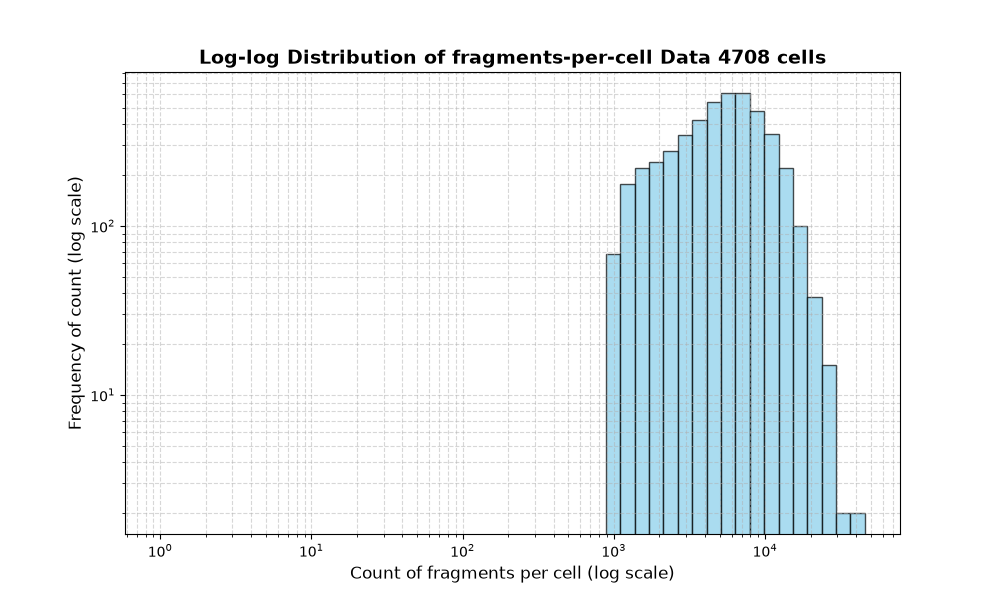 Log-log Distribution of fragments-per-cell Data 4708 cells
Frequency of count (log scale)
10²
10¹
10⁰ 10¹ 10² 10³ 10⁴
Count of fragments per cell (log scale)